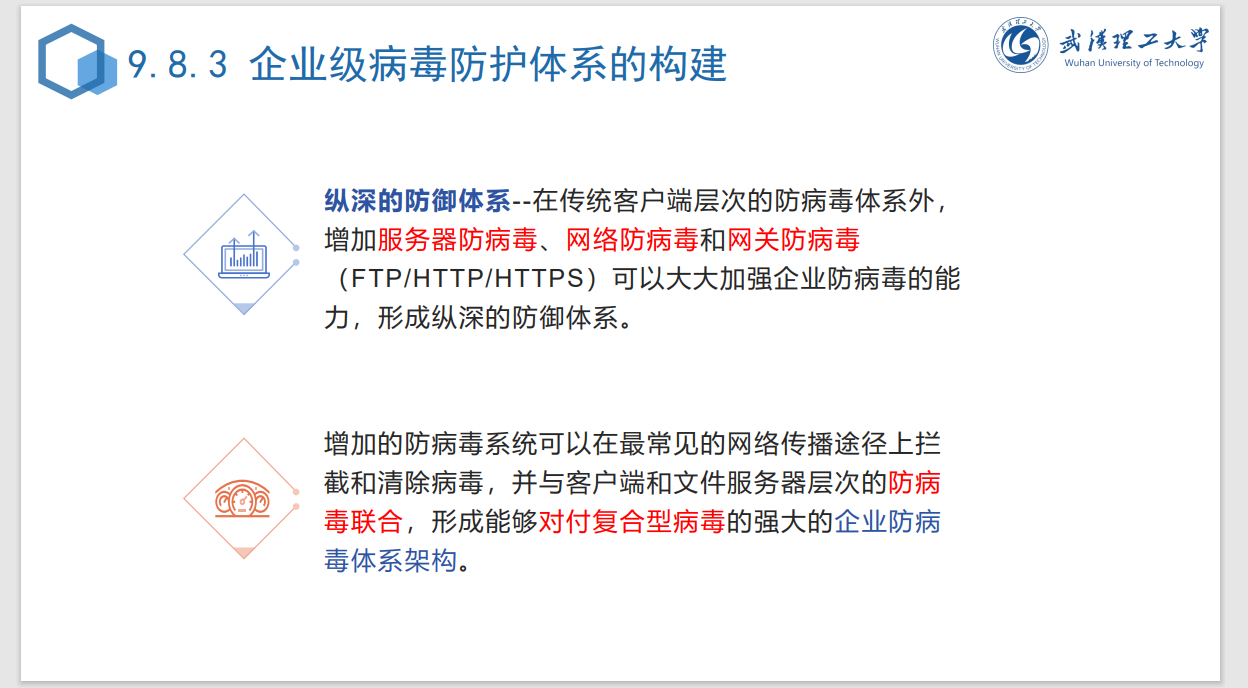 9.8.3 企业级病毒防护体系的构建
武汉理工大学
Wuhan University of Technology
纵深的防御体系--在传统客户端层次的防病毒体系外，
增加服务器防病毒、网络防病毒和网关防病毒
（FTP/HTTP/HTTPS）可以大大加强企业防病毒的能
力，形成纵深的防御体系。
增加的防病毒系统可以在最常见的网络传播途径上拦
截和清除病毒，并与客户端和文件服务器层次的防病
毒联合，形成能够对付复合型病毒的强大的企业防病
毒体系架构。